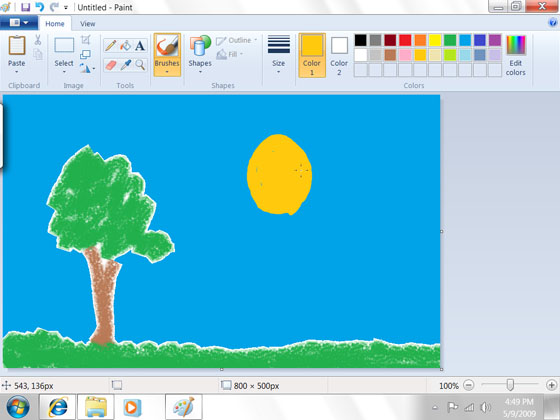 Untitled - Paint
Home View
Paste
Select
A
Brushes
Shapes
Outline
Fill
Size
Color 1
Color 2
Edit colors
Clipboard Image Tools Shapes Colors
543, 136px 800 × 500px 100%
4:49 PM
5/9/2009